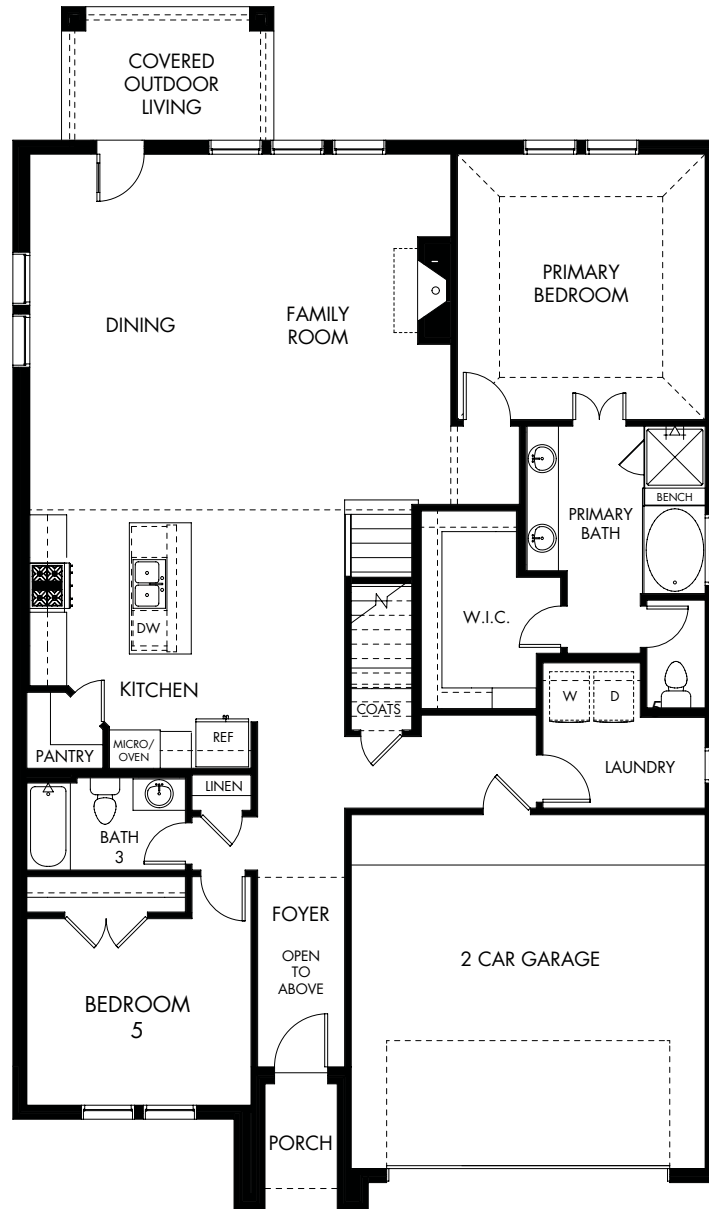 COVERED
OUTDOOR
LIVING
PRIMARY
BEDROOM
DINING
FAMILY
ROOM
BENCH
PRIMARY
BATH
W.I.C.
DW
KITCHEN
COATS
W
D
PANTRY
MICRO/
OVEN
REF
LAUNDRY
LINEN
BATH
3
FOYER
OPEN
TO
ABOVE
2 CAR GARAGE
BEDROOM
5
PORCH